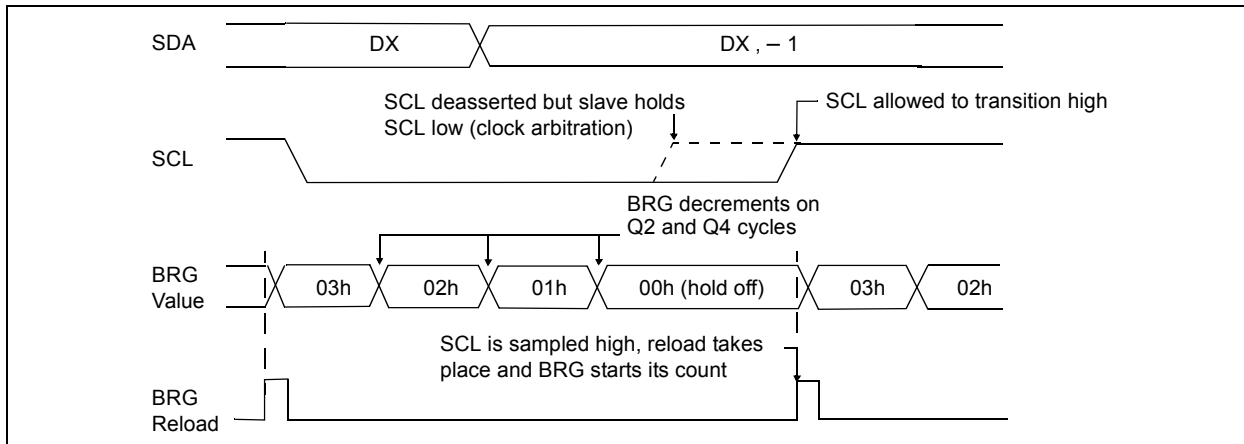 SDA
DX
DX , – 1
SCL deasserted but slave holds
SCL low (clock arbitration)
SCL allowed to transition high
SCL
BRG decrements on
Q2 and Q4 cycles
BRG
Value
03h
02h
01h
00h (hold off)
03h
02h
SCL is sampled high, reload takes
place and BRG starts its count
BRG
Reload